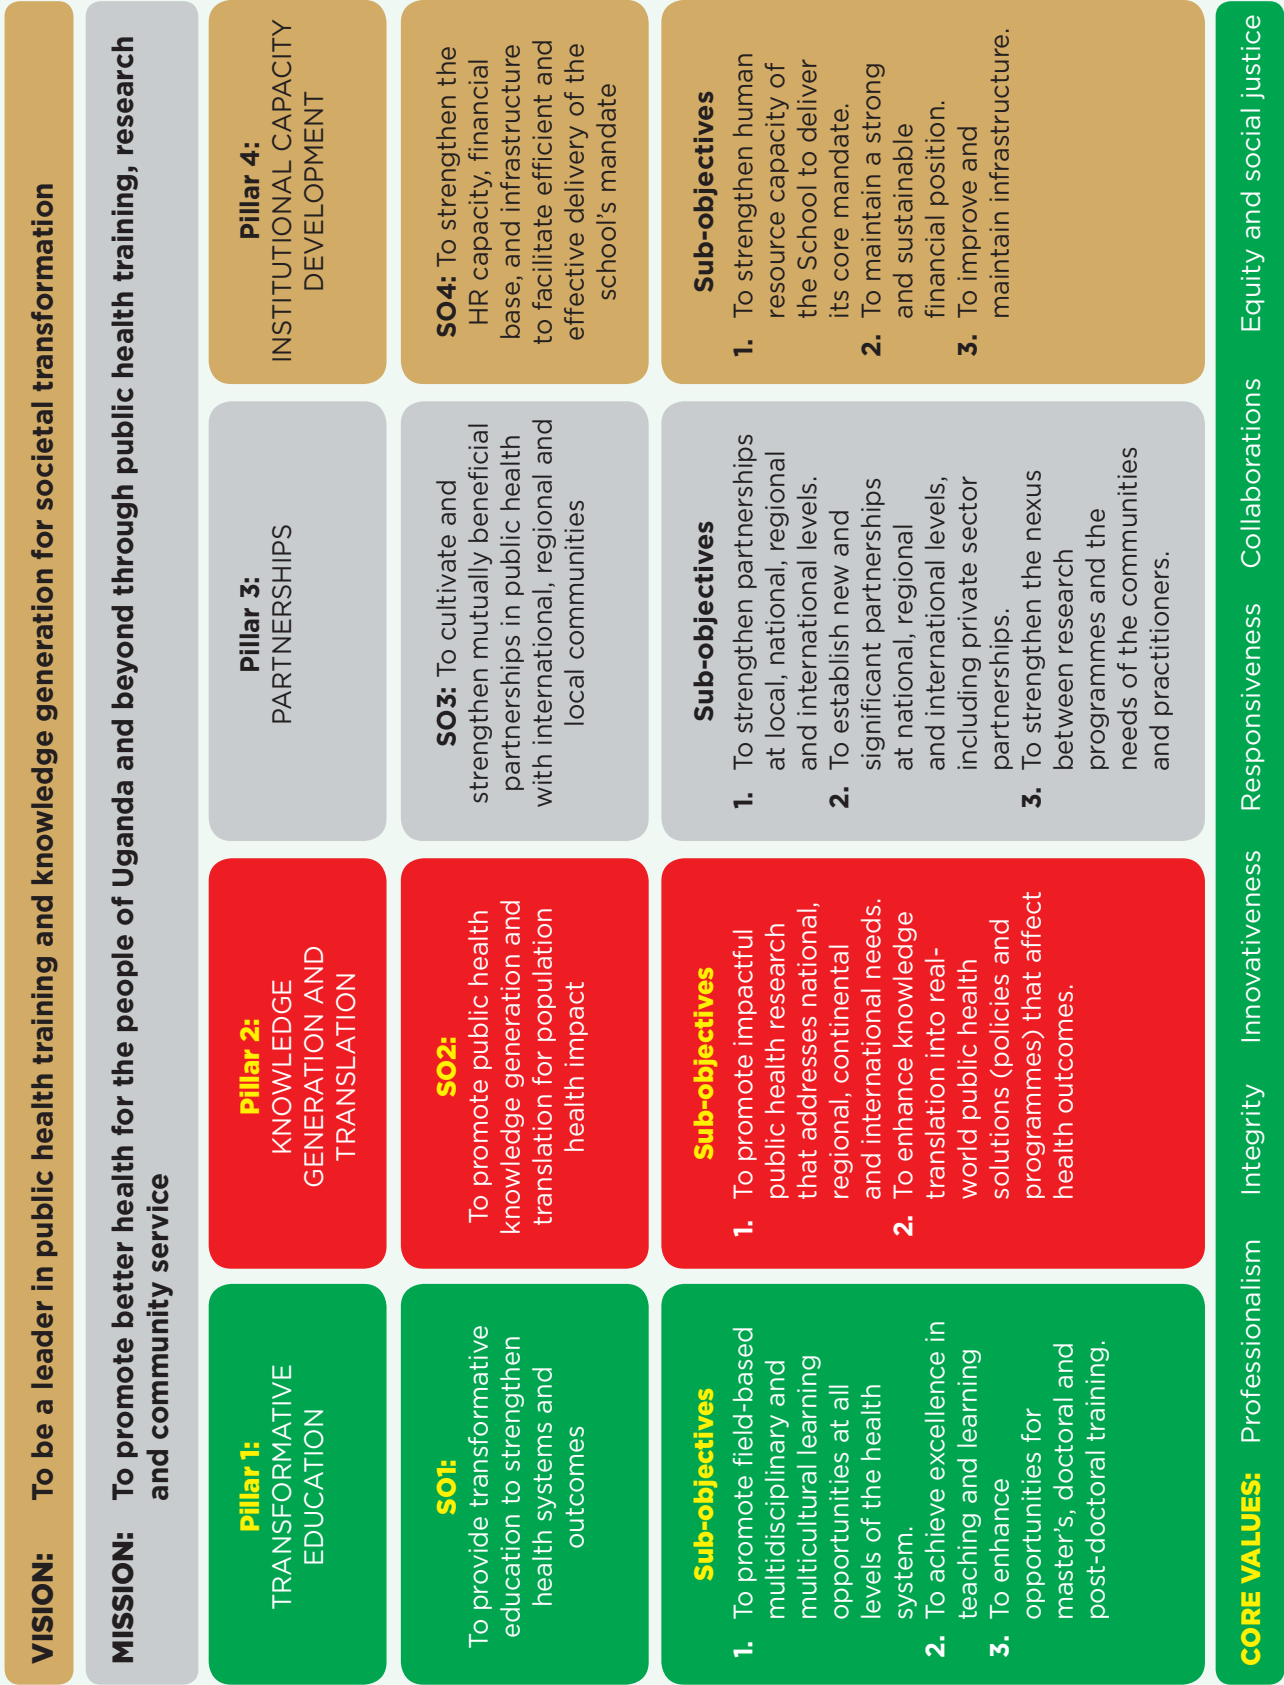 VISION: To be a leader in public health training and knowledge generation for societal transformation
MISSION: To promote better health for the people of Uganda and beyond through public health training, research
and community service
Pillar 1:
TRANSFORMATIVE
EDUCATION
SO1:
To provide transformative
education to strengthen
health systems and
outcomes
Sub-objectives
1. To promote field-based
multidisciplinary and
multicultural learning
opportunities at all
levels of the health
system.
2. To achieve excellence in
teaching and learning
3. To enhance
opportunities for
master's, doctoral and
post-doctoral training.
Pillar 2:
KNOWLEDGE
GENERATION AND
TRANSLATION
SO2:
To promote public health
knowledge generation and
translation for population
health impact
Sub-objectives
1. To promote impactful
public health research
that addresses national,
regional, continental
and international needs.
2. To enhance knowledge
translation into real-
world public health
solutions (policies and
programmes) that affect
health outcomes.
Pillar 3:
PARTNERSHIPS
SO3: To cultivate and
strengthen mutually beneficial
partnerships in public health
with international, regional and
local communities
Sub-objectives
1. To strengthen partnerships
at local, national, regional
and international levels.
2. To establish new and
significant partnerships
at national, regional
and international levels,
including private sector
partnerships.
3. To strengthen the nexus
between research
programmes and the
needs of the communities
and practitioners.
Pillar 4:
INSTITUTIONAL CAPACITY
DEVELOPMENT
SO4: To strengthen the
HR capacity, financial
base, and infrastructure
to facilitate efficient and
effective delivery of the
school's mandate
Sub-objectives
1. To strengthen human
resource capacity of
the School to deliver
its core mandate.
2. To maintain a strong
and sustainable
financial position.
3. To improve and
maintain infrastructure.
CORE VALUES: Professionalism Integrity Innovativeness Responsiveness Collaborations Equity and social justice